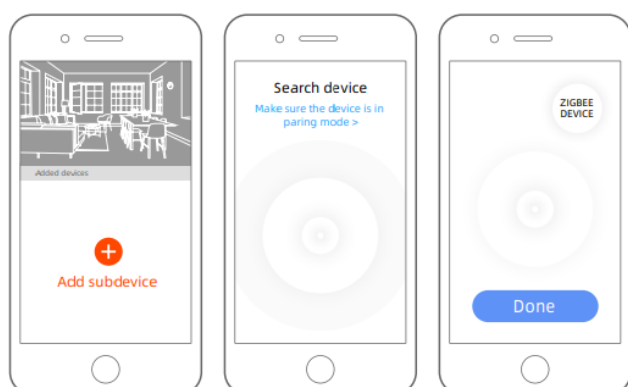 Added devices
Add subdevice
Search device
Make sure the device is in
paring mode >
ZIGBEE
DEVICE
Done